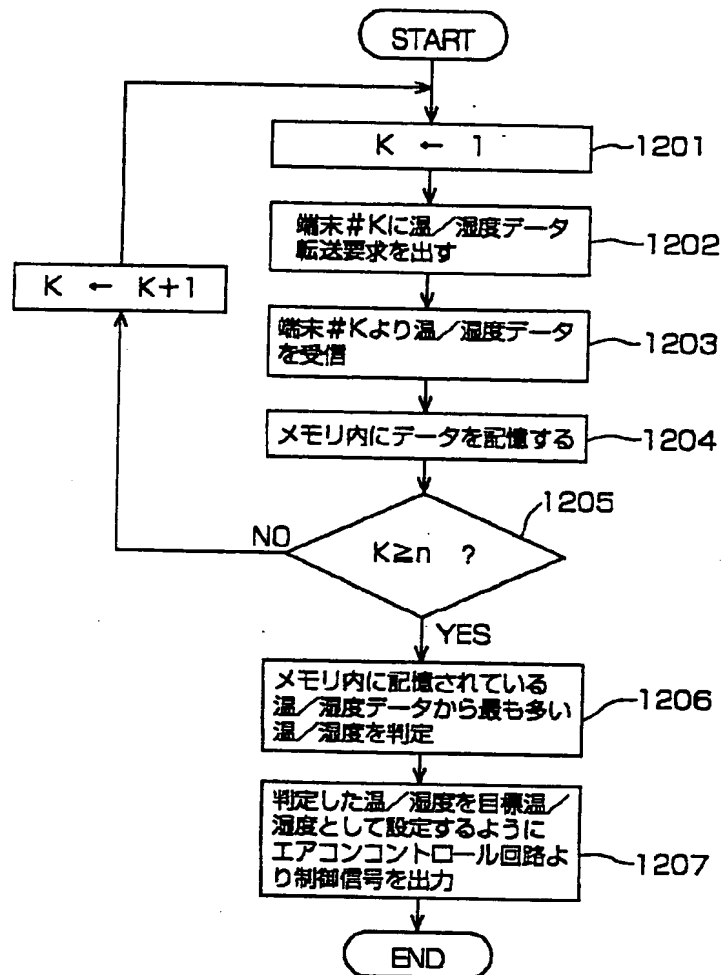 START
K ← 1
1201
端末#Kに温/湿度データ
転送要求を出す
1202
K ← K+1
端末#Kより温/湿度データ
を受信
1203
メモリ内にデータを記憶する
1204
1205
NO
K≧n ?
YES
メモリ内に記憶されている
温/湿度データから最も多い
温/湿度を判定
1206
判定した温/湿度を目標温/
湿度として設定するように
エアコンコントロール回路よ
り制御信号を出力
1207
END